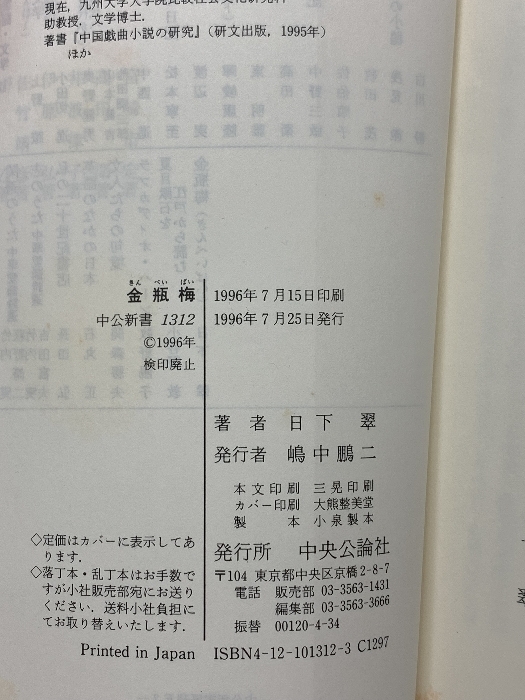 現在, 九州大学大学院比較社会文化研究科
助教授, 文学博士.
著書『中国戯曲小説の研究』(研文出版, 1995年)
ほか
きん ぺい ばい
金瓶梅
中公新書 1312
©1996年
検印廃止
1996年7月15日印刷
1996年7月25日発行
著者 日下 翠
発行者 嶋中鵬二
本文印刷 三晃印刷
カバー印刷 大熊整美堂
製本 小泉製本
◇定価はカバーに表示してあ
ります.
◇落丁本・乱丁本はお手数で
すが小社販売部宛にお送り
ください. 送料小社負担に
てお取り替えいたします.
発行所 中央公論社
〒104 東京都中央区京橋2-8-7
電話 販売部 03-3563-1431
編集部 03-3563-3666
振替 00120-4-34
Printed in Japan ISBN4-12-101312-3 C1297
翠